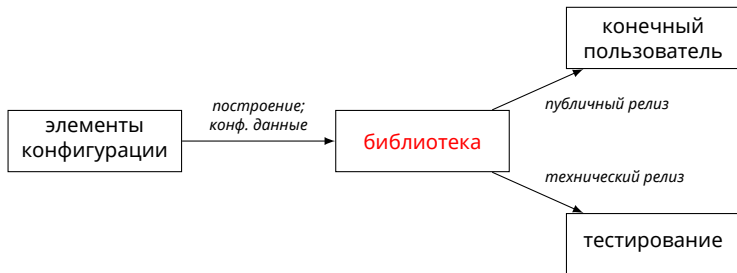 конечный
пользователь
построение;
конф. данные
публичный релиз
элементы
конфигурации
библиотека
технический релиз
тестирование